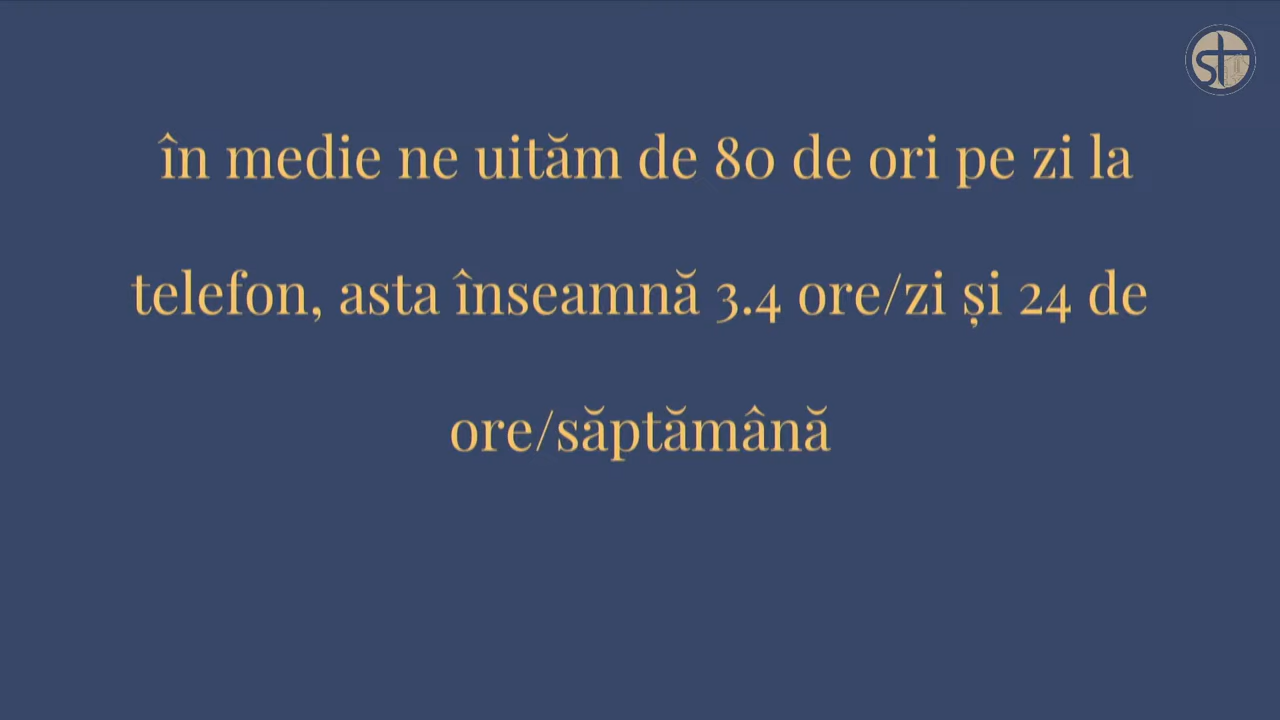 în medie ne uităm de 80 de ori pe zi la
telefon, asta înseamnă 3.4 ore/zi și 24 de
ore/săptămână